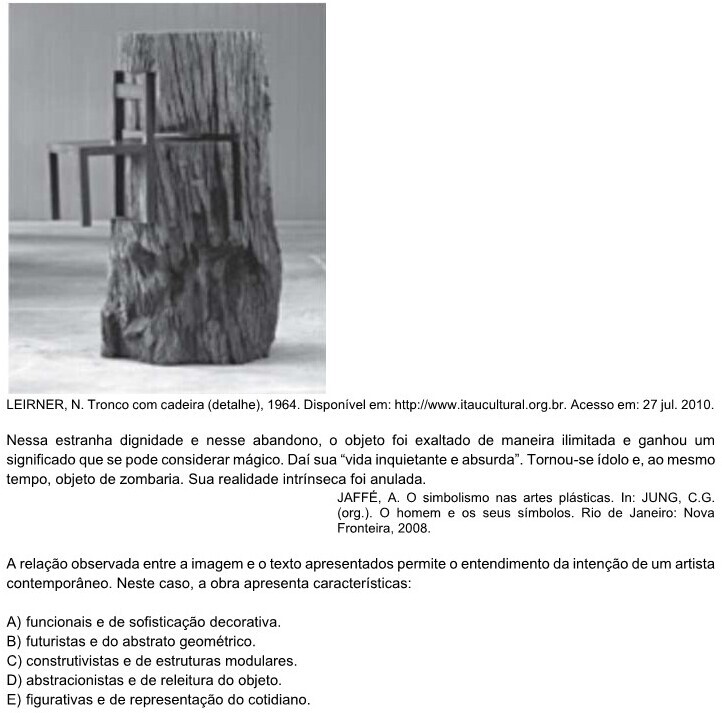 LEIRNER, N. Tronco com cadeira (detalhe), 1964. Disponível em: http://www.itaucultural.org.br. Acesso em: 27 jul. 2010.
Nessa estranha dignidade e nesse abandono, o objeto foi exaltado de maneira ilimitada e ganhou um
significado que se pode considerar mágico. Daí sua “vida inquietante e absurda”. Tornou-se ídolo e, ao mesmo
tempo, objeto de zombaria. Sua realidade intrínseca foi anulada.
JAFFÉ, A. O simbolismo nas artes plásticas. In: JUNG, C.G.
(org.). O homem e os seus símbolos. Rio de Janeiro: Nova
Fronteira, 2008.
A relação observada entre a imagem e o texto apresentados permite o entendimento da intenção de um artista
contemporâneo. Neste caso, a obra apresenta características:
A) funcionais e de sofisticação decorativa.
B) futuristas e do abstrato geométrico.
C) construtivistas e de estruturas modulares.
D) abstracionistas e de releitura do objeto.
E) figurativas e de representação do cotidiano.